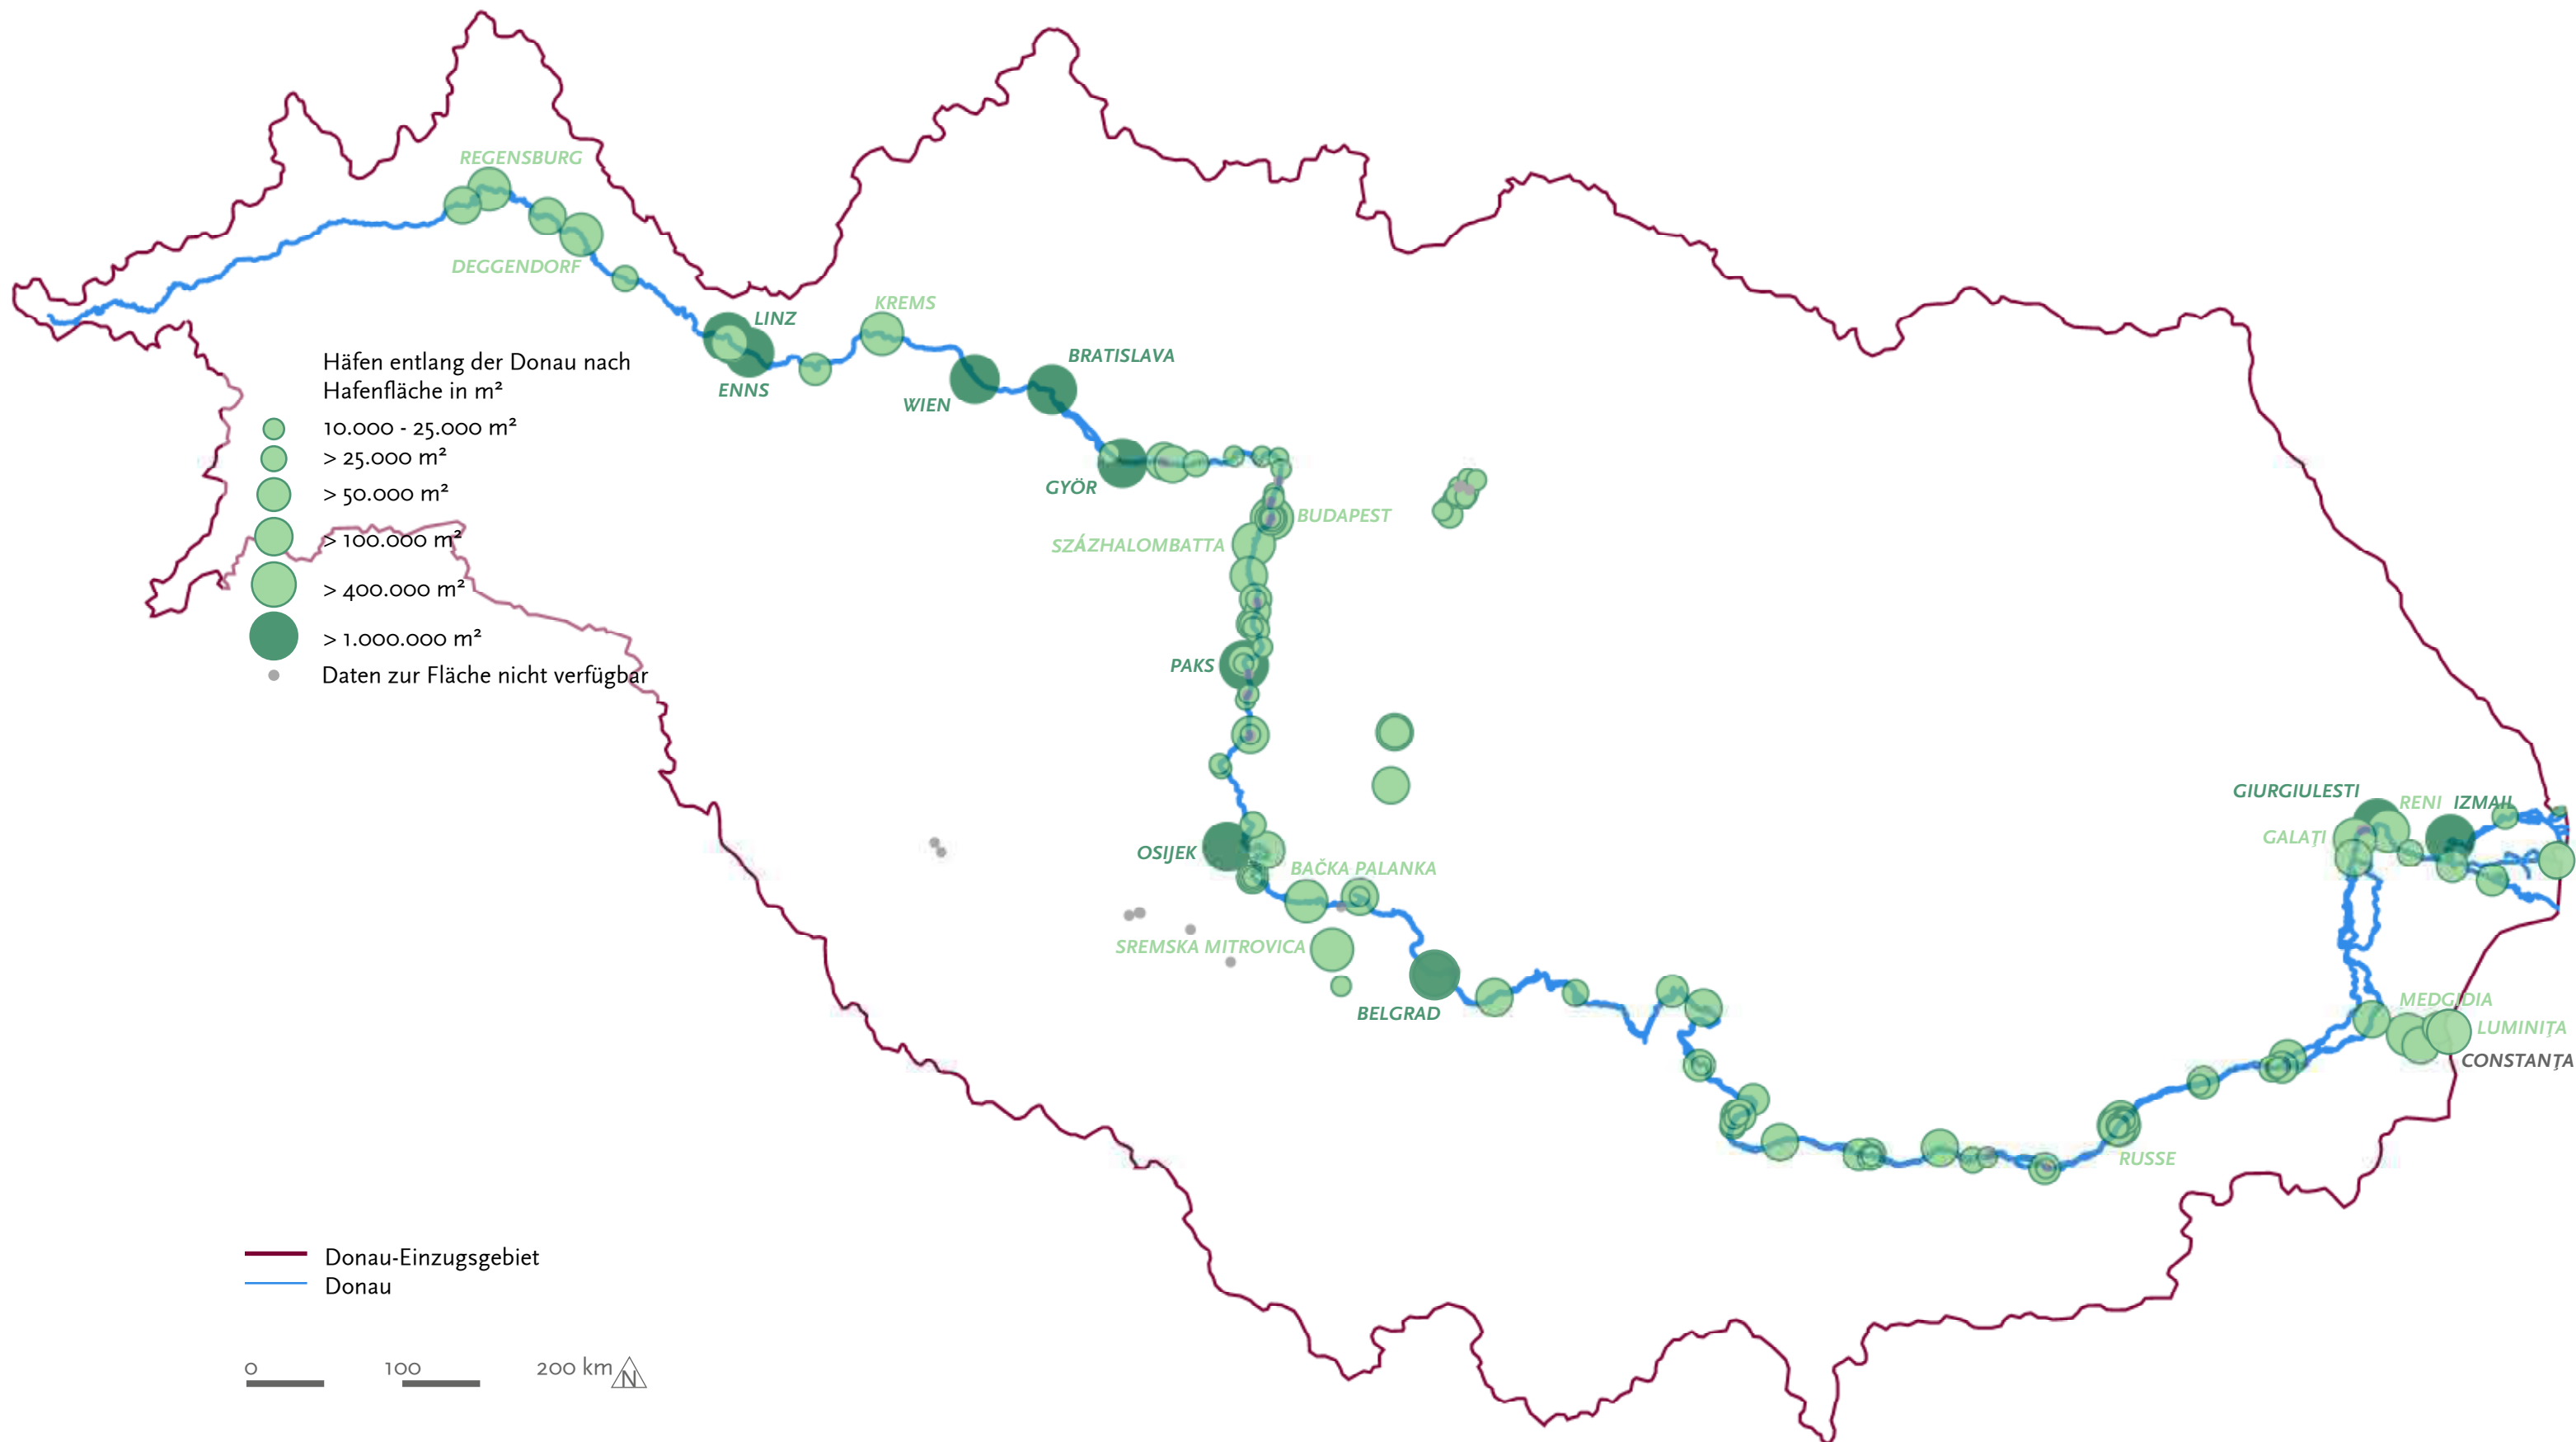 REGENSBURG
DEGGENDORF
LINZ
ENNS
KREMS
WIEN
BRATISLAVA
GYÖR
Häfen entlang der Donau nach
Hafenfläche in m²
10.000 - 25.000 m²
> 25.000 m²
> 50.000 m²
> 100.000 m²
> 400.000 m²
> 1.000.000 m²
Daten zur Fläche nicht verfügbar
BUDAPEST
SZÁZHALOMBATTA
PAKS
OSIJEK
BAČKA PALANKA
SREMSKA MITROVICA
BELGRAD
GIURGIULESTI
RENI
IZMAIL
GALAŢI
MEDGIDIA
LUMINIŢA
CONSTANŢA
RUSSE
Donau-Einzugsgebiet
Donau
0 100 200 km
N